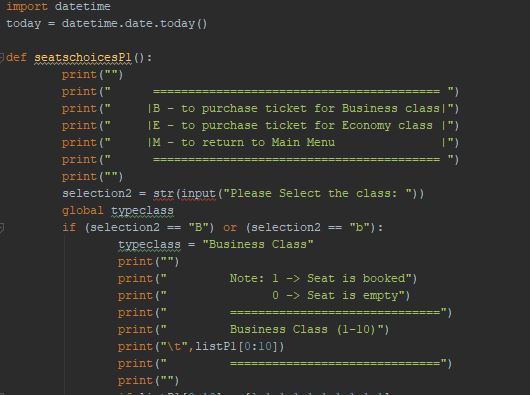 import datetime
today = datetime.date.today()
def seatschoicesP1():
print("")
print("      ========================================= ")
print("     |B - to purchase ticket for Business class|")
print("     |E - to purchase ticket for Economy class |")
print("     |M - to return to Main Menu               |")
print("      ========================================= ")
print("")
selection2 = str(input("Please Select the class: "))
global typeclass
if (selection2 == "B") or (selection2 == "b"):
typeclass = "Business Class"
print("")
print("         Note: 1 -> Seat is booked")
print("               0 -> Seat is empty")
print("         ==============================")
print("         Business Class (1-10)")
print("\t",listP1[0:10])
print("         ==============================")
print("")